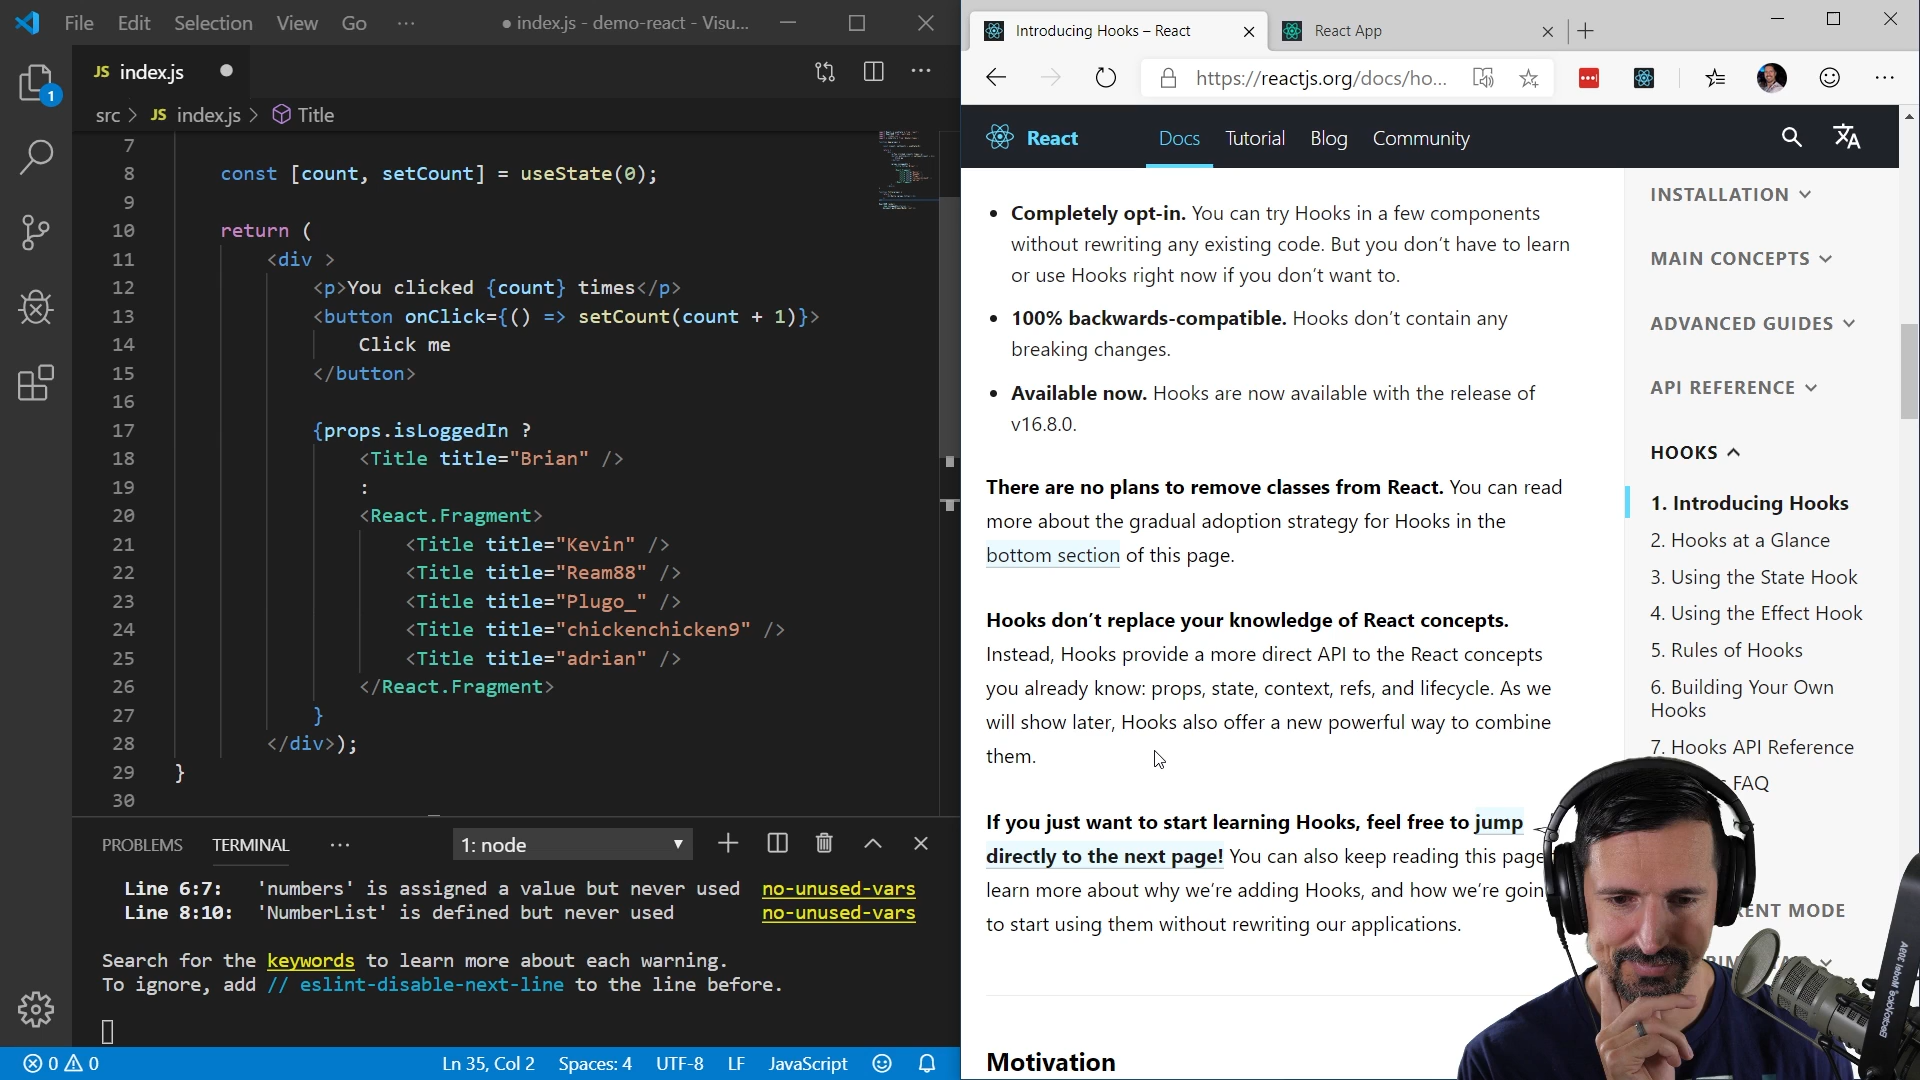 File Edit Selection View Go ···
● index.js - demo-react - Visu...
JS index.js ●
src > JS index.js > Title
1
7
8 const [count, setCount] = useState(0);
9
10 return (
11 <div >
12 <p>You clicked {count} times</p>
13 <button onClick={() => setCount(count + 1)}>
14 Click me
15 </button>
16
17 {props.isLoggedIn ?
18 <Title title="Brian" />
19 :
20 <React.Fragment>
21 <Title title="Kevin" />
22 <Title title="Ream88" />
23 <Title title="Plugo_" />
24 <Title title="chickenchicken9" />
25 <Title title="adrian" />
26 </React.Fragment>
27 }
28 </div>);
29 }
30
PROBLEMS TERMINAL ··· 1: node
Line 6:7: 'numbers' is assigned a value but never used no-unused-vars
Line 8:10: 'NumberList' is defined but never used no-unused-vars
Search for the keywords to learn more about each warning.
To ignore, add // eslint-disable-next-line to the line before.
0 0 Ln 35, Col 2 Spaces: 4 UTF-8 LF JavaScript
Introducing Hooks – React
React App
https://reactjs.org/docs/ho...
React Docs Tutorial Blog Community
• Completely opt-in. You can try Hooks in a few components
without rewriting any existing code. But you don't have to learn
or use Hooks right now if you don't want to.
• 100% backwards-compatible. Hooks don't contain any
breaking changes.
• Available now. Hooks are now available with the release of
v16.8.0.
There are no plans to remove classes from React. You can read
more about the gradual adoption strategy for Hooks in the
bottom section of this page.
Hooks don't replace your knowledge of React concepts.
Instead, Hooks provide a more direct API to the React concepts
you already know: props, state, context, refs, and lifecycle. As we
will show later, Hooks also offer a new powerful way to combine
them.
If you just want to start learning Hooks, feel free to jump
directly to the next page! You can also keep reading this page
learn more about why we're adding Hooks, and how we're goin
to start using them without rewriting our applications.
Motivation
INSTALLATION
MAIN CONCEPTS
ADVANCED GUIDES
API REFERENCE
HOOKS
1. Introducing Hooks
2. Hooks at a Glance
3. Using the State Hook
4. Using the Effect Hook
5. Rules of Hooks
6. Building Your Own
Hooks
7. Hooks API Reference
FAQ
RENT MODE